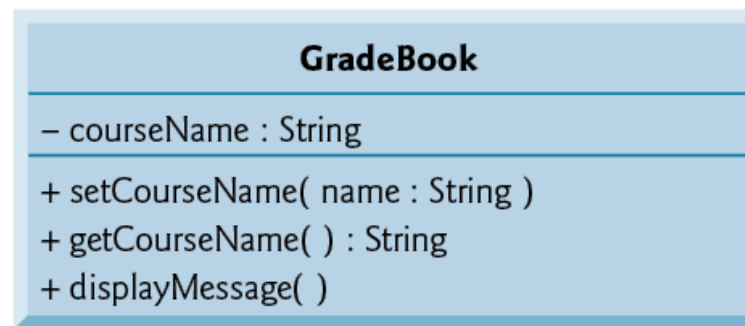 GradeBook
– courseName : String
+ setCourseName( name : String )
+ getCourseName( ) : String
+ displayMessage( )